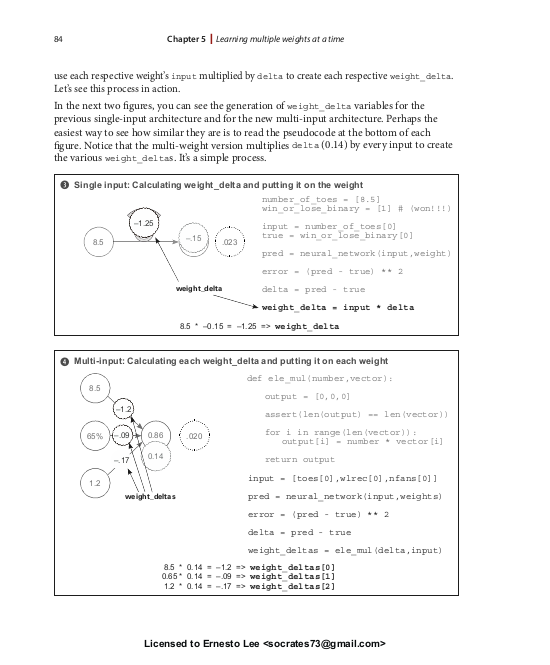 84
Chapter 5 | Learning multiple weights at a time
use each respective weight's input multiplied by delta to create each respective weight_delta.
Let's see this process in action.
In the next two figures, you can see the generation of weight_delta variables for the
previous single-input architecture and for the new multi-input architecture. Perhaps the
easiest way to see how similar they are is to read the pseudocode at the bottom of each
figure. Notice that the multi-weight version multiplies delta (0.14) by every input to create
the various weight_deltas. It's a simple process.
3 Single input: Calculating weight_delta and putting it on the weight
number_of_toes = [8.5]
win_or_lose_binary = [1] # (won!!!)
input = number_of_toes[0]
true = win_or_lose_binary[0]
pred = neural_network(input,weight)
error = (pred - true) ** 2
delta = pred - true
weight_delta = input * delta
8.5
–1.25
–.15
.023
weight_delta
8.5 * –0.15 = –1.25 => weight_delta
4 Multi-input: Calculating each weight_delta and putting it on each weight
8.5
–1.2
65%
–.09
0.86
.020
0.14
–.17
1.2
weight_deltas
def ele_mul(number,vector):
output = [0,0,0]
assert(len(output) == len(vector))
for i in range(len(vector)):
output[i] = number * vector[i]
return output
input = [toes[0],wlrec[0],nfans[0]]
pred = neural_network(input,weights)
error = (pred - true) ** 2
delta = pred - true
weight_deltas = ele_mul(delta,input)
8.5 * 0.14 = –1.2 => weight_deltas[0]
0.65 * 0.14 = –.09 => weight_deltas[1]
1.2 * 0.14 = –.17 => weight_deltas[2]
Licensed to Ernesto Lee <socrates73@gmail.com>